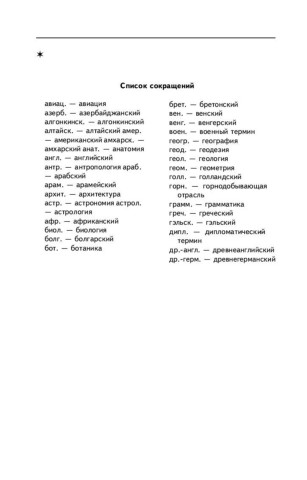 *
Список сокращений
авиац. — авиация
азерб. — азербайджанский
алгонкинск. — алгонкинский
алтайск. — алтайский амер.
— американский амхарск. —
амхарский анат. — анатомия
англ. — английский
антр. — антропология араб.
— арабский
арам. — арамейский
архит. — архитектура
астр. — астрономия астрол.
— астрология
афр. — африканский
биол. — биология
болг. — болгарский
бот. — ботаника
брет. — бретонский
вен. — венский
венг. — венгерский
воен. — военный термин
геогр. — география
геод. — геодезия
геол. — геология
геом. — геометрия
голл. — голландский
горн. — горнодобывающая
отрасль
грамм. — грамматика
греч. — греческий
гэльск. — гэльский
дипл. — дипломатический
термин
др.-англ. — древнеанглийский
др.-герм. — древнегерманский